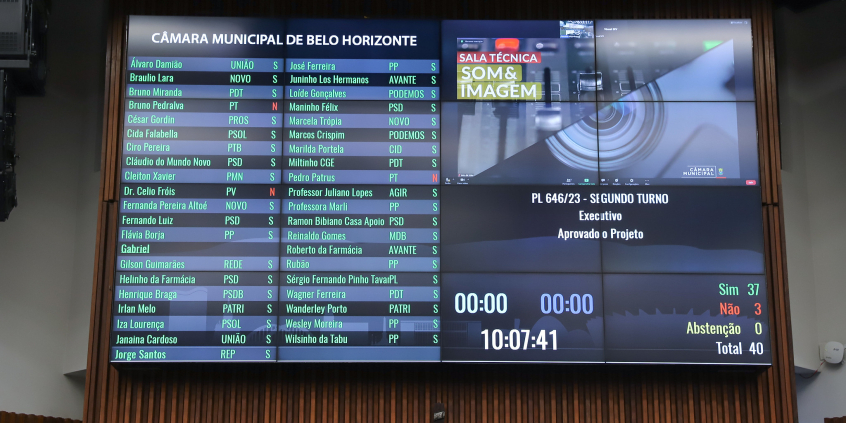 CÂMARA MUNICIPAL DE BELO HORIZONTE
Álvaro Damião UNIÃO S
Braulio Lara NOVO S
Bruno Miranda PDT S
Bruno Pedralva PT N
César Gordin PROS S
Cida Falabella PSOL S
Ciro Pereira PTB S
Cláudio do Mundo Novo PSD S
Cleiton Xavier PMN S
Dr. Celio Fróis PV N
Fernanda Pereira Altoé NOVO S
Fernando Luiz PSD S
Flávia Borja PP S
Gabriel
Gilson Guimarães REDE S
Helinho da Farmácia PSD S
Henrique Braga PSDB S
Irlan Melo PATRI S
Iza Lourença PSOL S
Janaina Cardoso UNIÃO S
Jorge Santos REP S
José Ferreira PP S
Juninho Los Hermanos AVANTE S
Loíde Gonçalves PODEMOS S
Maninho Félix PSD S
Marcela Trópia NOVO S
Marcos Crispim PODEMOS S
Marilda Portela CID S
Miltinho CGE PDT S
Pedro Patrus PT N
Professor Juliano Lopes AGIR S
Professora Marli PP S
Ramon Bibiano Casa Apoio PSD S
Reinaldo Gomes MDB S
Roberto da Farmácia AVANTE S
Rubão PP S
Sérgio Fernando Pinho Tavar PL S
Wagner Ferreira PDT S
Wanderley Porto PATRI S
Wesley Moreira PP S
Wilsinho da Tabu PP S
SALA TÉCNICA
SOM&
IMAGEM
CÂMARA
MUNICIPAL
PL 646/23 - SEGUNDO TURNO
Executivo
Aprovado o Projeto
00:00 00:00
10:07:41
Sim 37
Não 3
Abstenção 0
Total 40